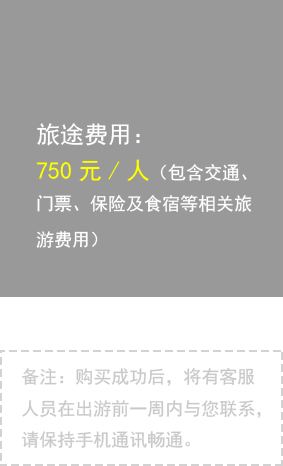 旅途费用：
750 元 / 人（包含交通、
门票、保险及食宿等相关旅
游费用）
备注：购买成功后，将有客服
人员在出游前一周内与您联系，
请保持手机通讯畅通。